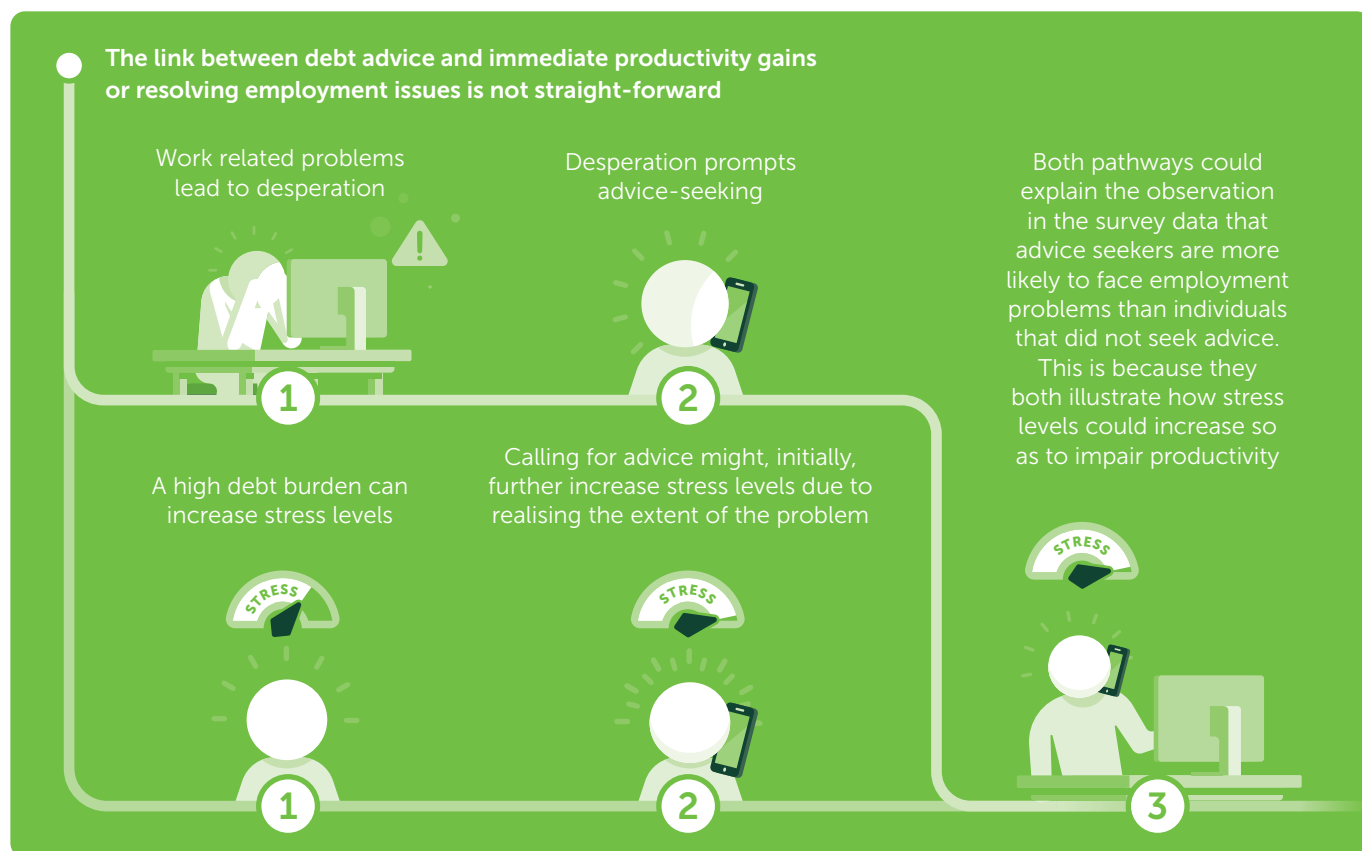 The link between debt advice and immediate productivity gains
or resolving employment issues is not straight-forward
Work related problems
lead to desperation
1
Desperation prompts
advice-seeking
2
A high debt burden can
increase stress levels
STRESS
1
Calling for advice might, initially,
further increase stress levels due to
realising the extent of the problem
STRESS
2
Both pathways could
explain the observation
in the survey data that
advice seekers are more
likely to face employment
problems than individuals
that did not seek advice.
This is because they
both illustrate how stress
levels could increase so
as to impair productivity
STRESS
3